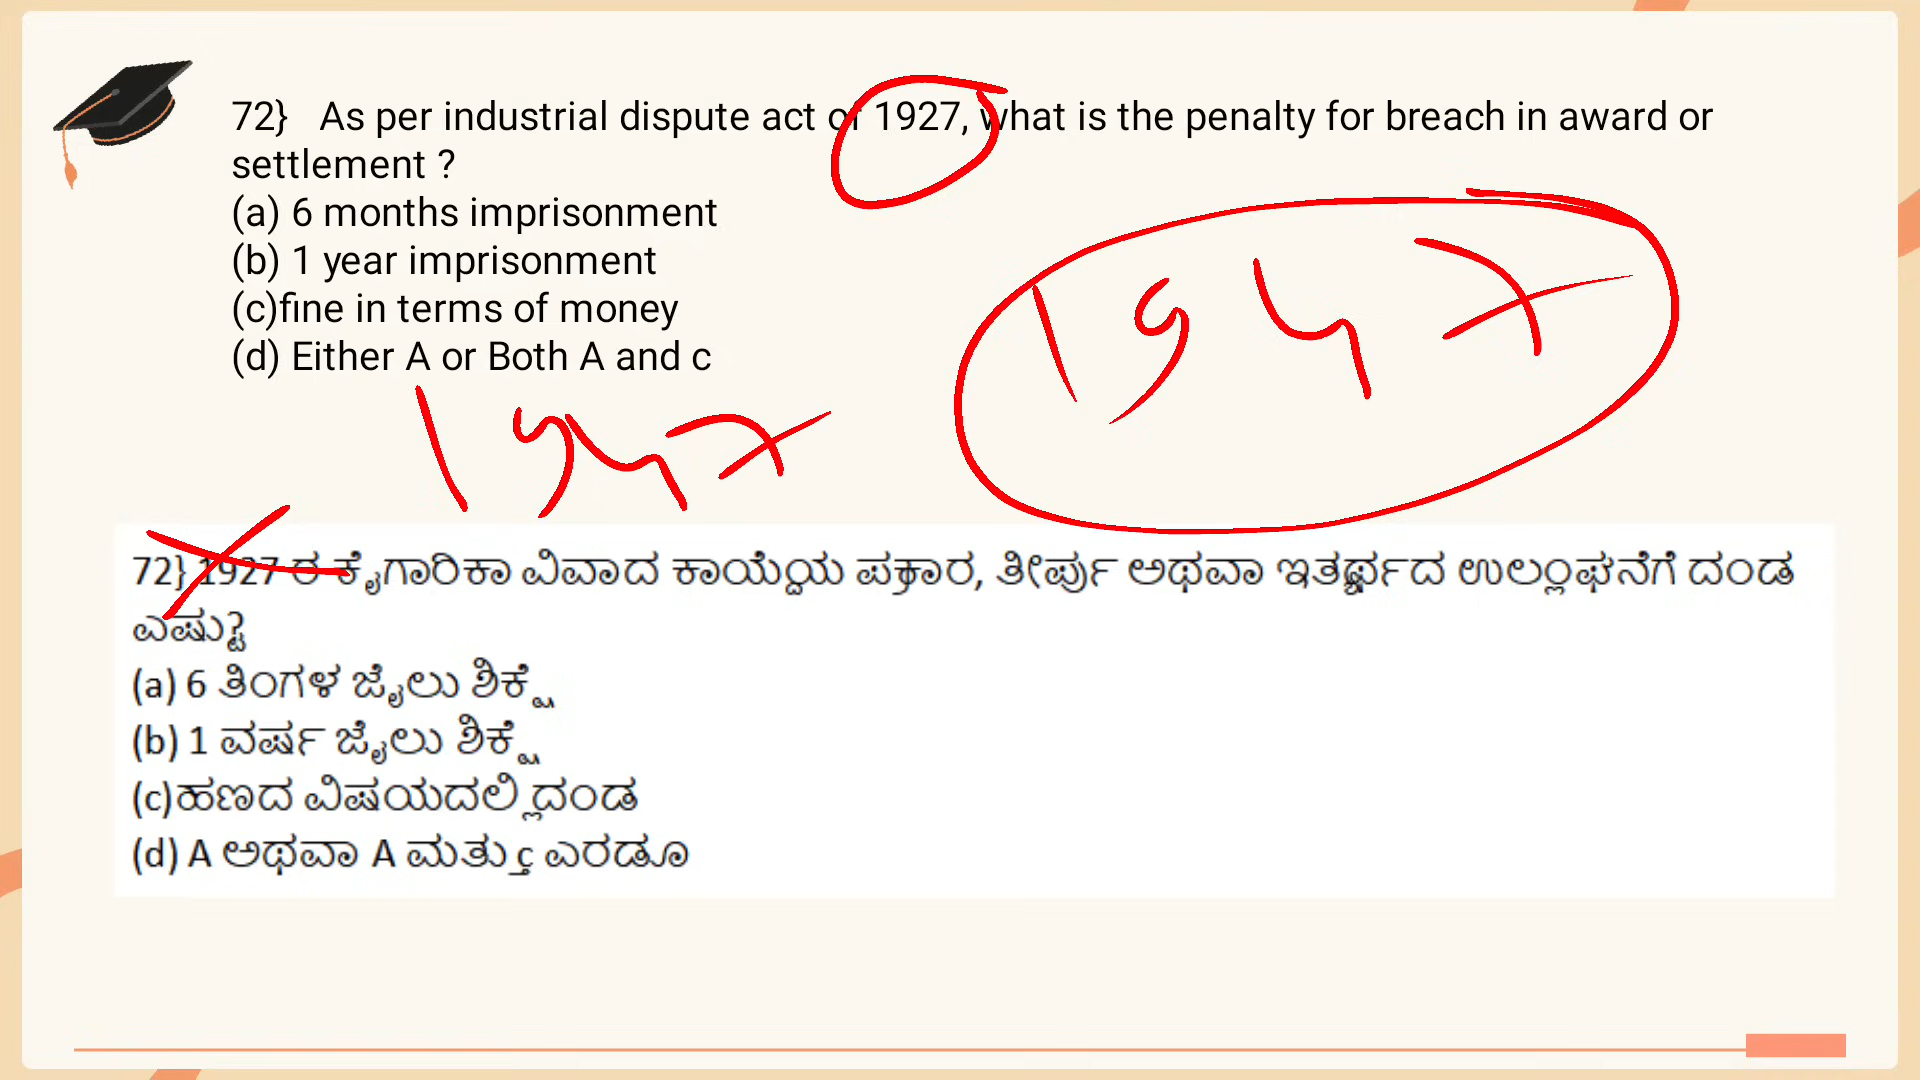 72} As per industrial dispute act of 1927, what is the penalty for breach in award or
settlement ?
(a) 6 months imprisonment
(b) 1 year imprisonment
(c)fine in terms of money
(d) Either A or Both A and c
1947
1947
72} 1927 ರ ಕೈಗಾರಿಕಾ ವಿವಾದ ಕಾಯ್ದೆಯ ಪ್ರಕಾರ, ತೀರ್ಪು ಅಥವಾ ಇತ್ಯರ್ಥದ ಉಲ್ಲಂಘನೆಗೆ ದಂಡ
ಎಷ್ಟು?
(a) 6 ತಿಂಗಳ ಜೈಲು ಶಿಕ್ಷೆ
(b) 1 ವರ್ಷ ಜೈಲು ಶಿಕ್ಷೆ
(c)ಹಣದ ವಿಷಯದಲ್ಲಿ ದಂಡ
(d) A ಅಥವಾ A ಮತ್ತು c ಎರಡೂ